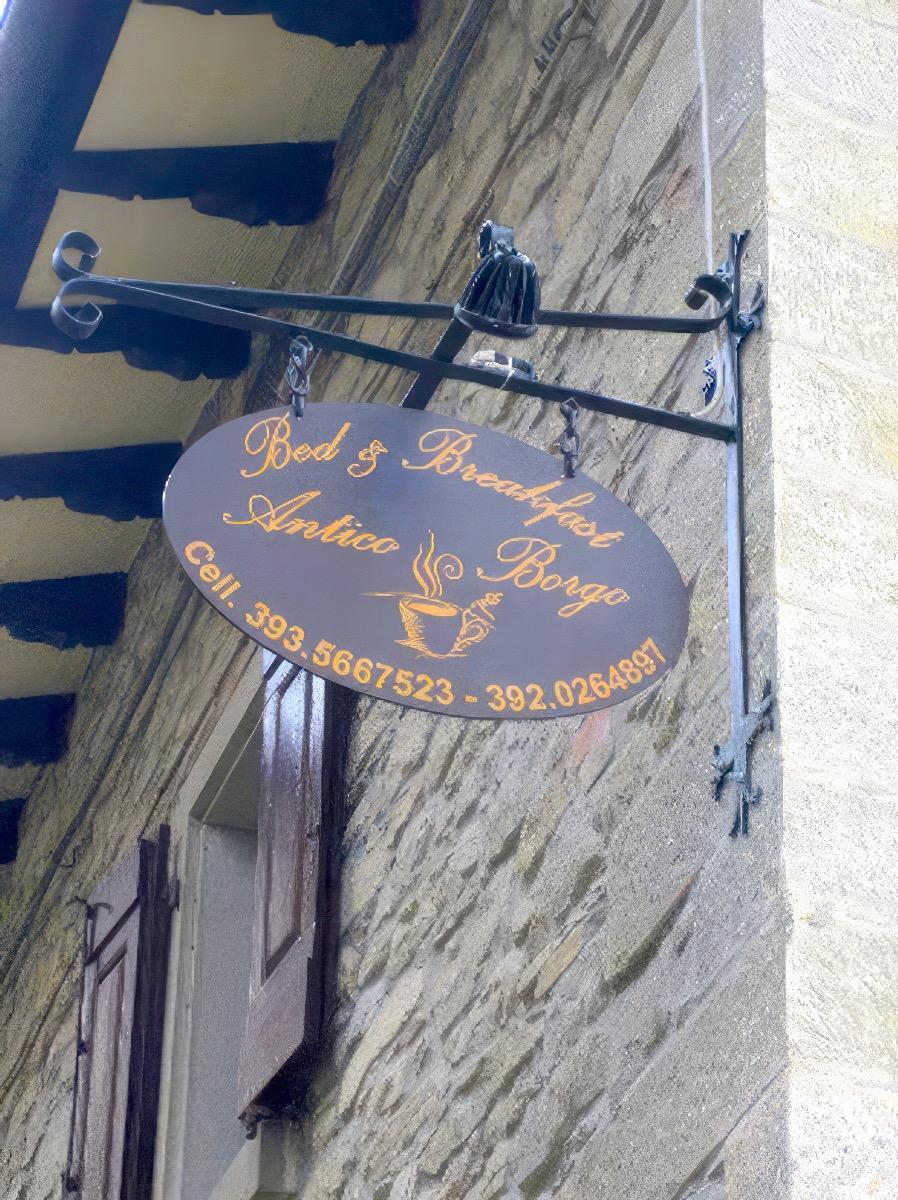 Bed & Breakfast
Antico Borgo
Cell. 393.5667523 - 392.0264897